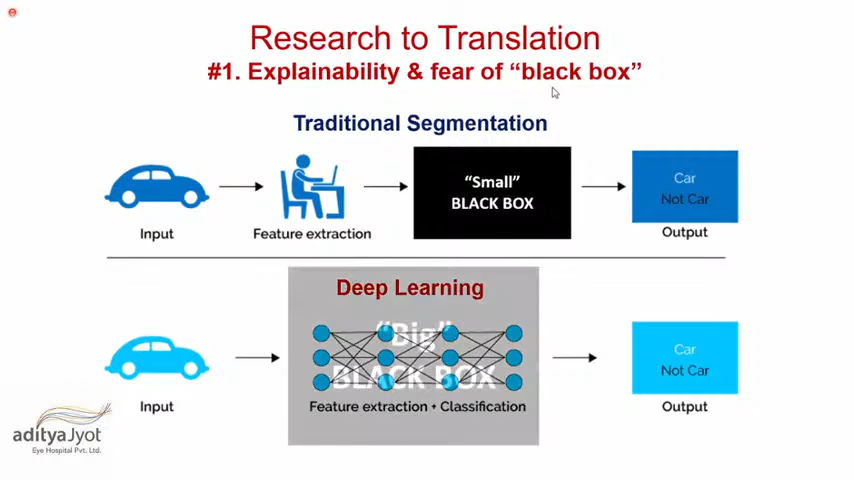 Research to Translation
#1. Explainability & fear of “black box”
Traditional Segmentation
“Small”
BLACK BOX
Car
Not Car
Input
Feature extraction
Output
Deep Learning
“Big”
BLACK BOX
Car
Not Car
Input
Feature extraction + Classification
Output
adityaJyot
Eye Hospital Pvt. Ltd.